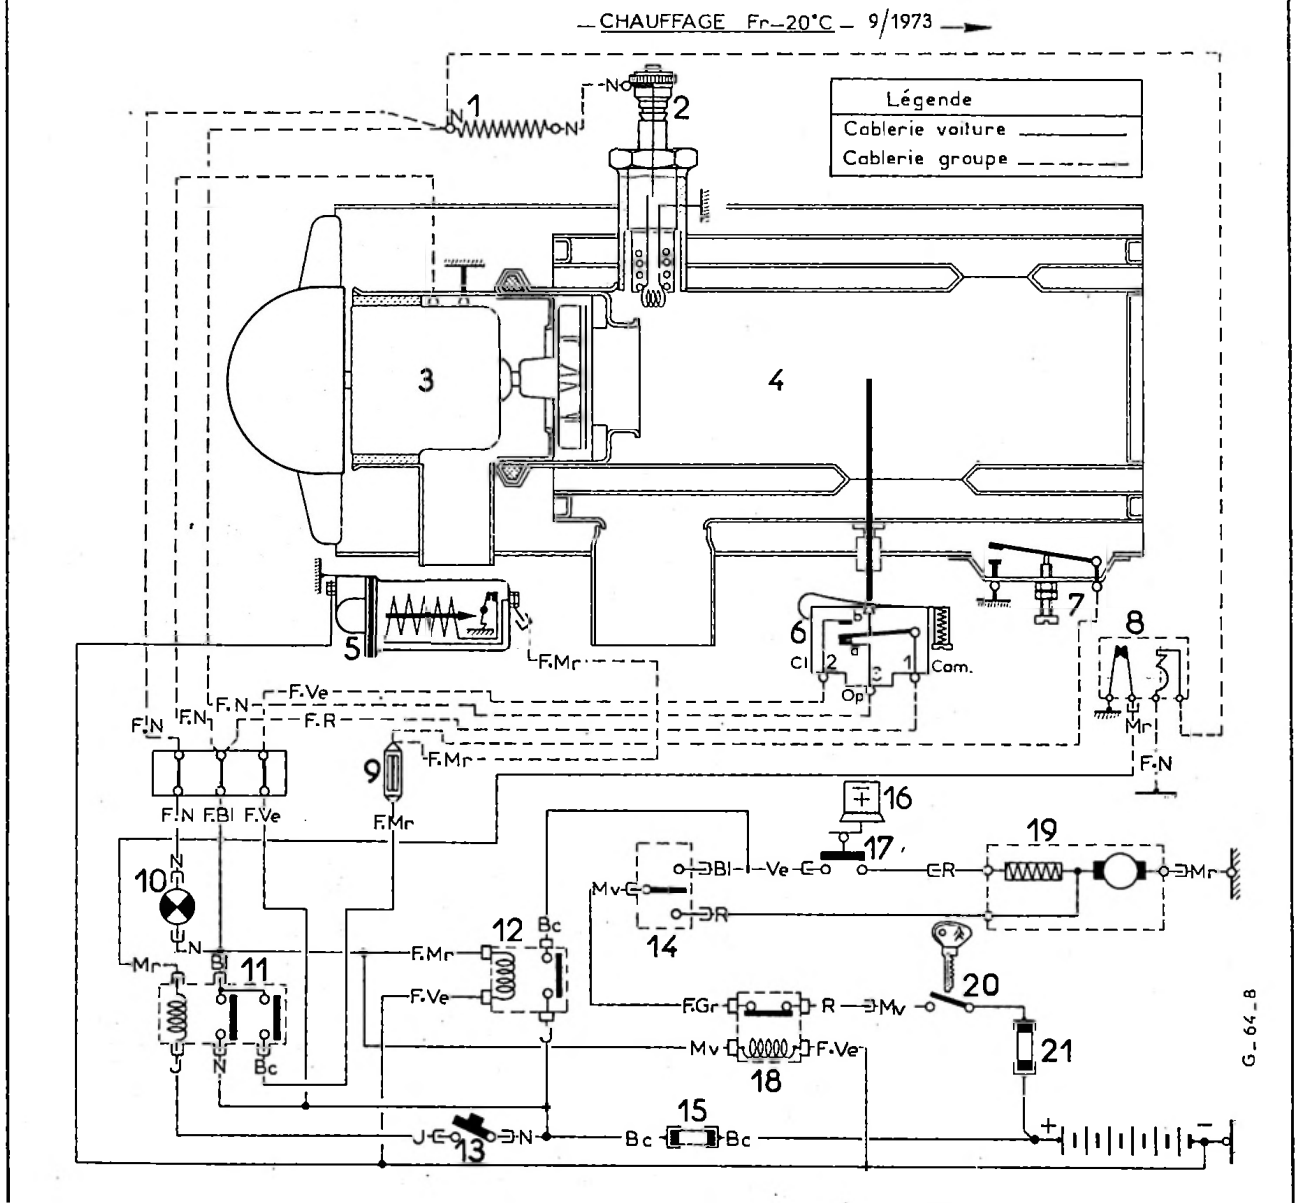 CHAUFFAGE Fr-20°C - 9/1973
Légende
Cablerie voiture
Cablerie groupe
N
1
N
N
2
3
4
5
6
b
a
Cl
2
C
1
Com.
Op
7
8
F.Mr
F.Ve
F.N
F.R
F.N
F.N
F.Mr
9
F.Mr
Mr
F.N
F.N
F.Bl
F.Ve
N
10
N
Mr
Bl
11
J
N
Bc
12
Bc
F.Mr
F.Ve
J
J
13
N
Bc
15
Bc
14
Mv
Bl
Ve
R
16
17
R
19
Mr
20
F.Gr
R
Mv
Mv
F.Ve
18
21
+
-
G_64_8